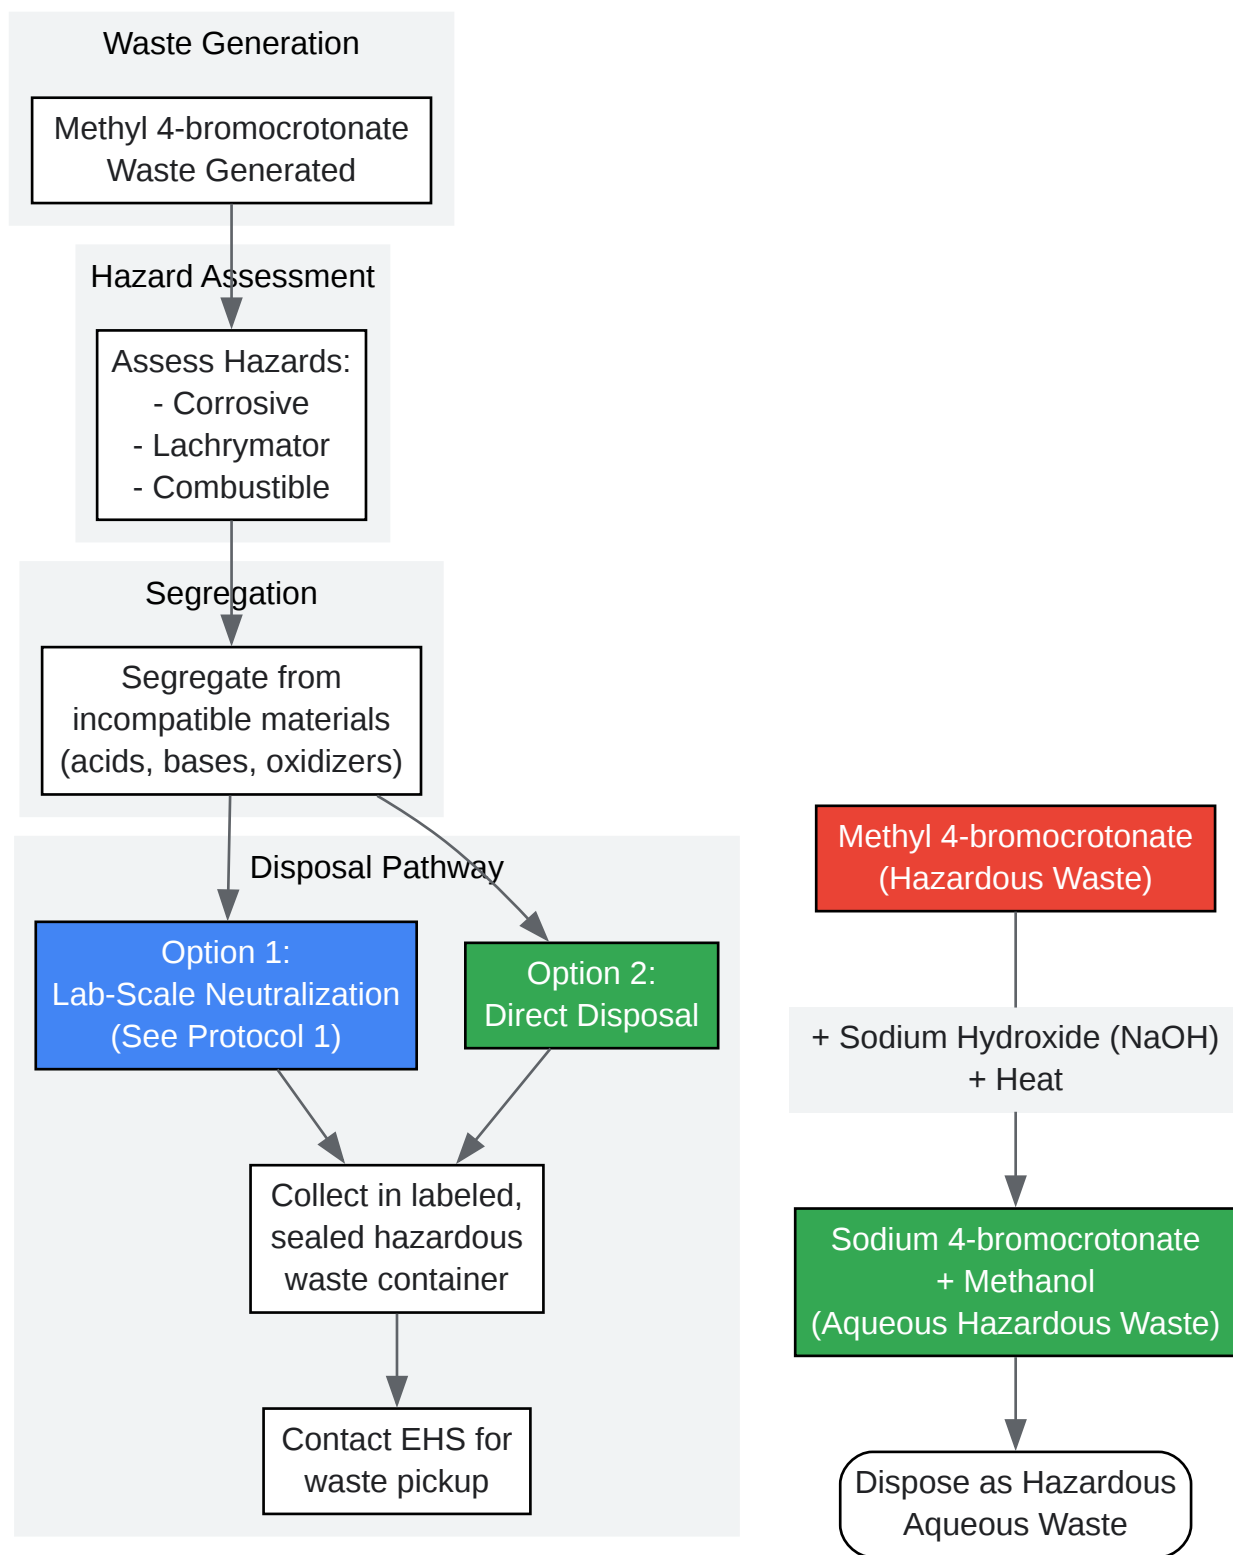 Waste Generation
Methyl 4-bromocrotonate
Waste Generated
Hazard Assessment
Assess Hazards:
- Corrosive
- Lachrymator
- Combustible
Segregation
Segregate from
incompatible materials
(acids, bases, oxidizers)
Disposal Pathway
Option 1:
Lab-Scale Neutralization
(See Protocol 1)
Option 2:
Direct Disposal
Collect in labeled,
sealed hazardous
waste container
Contact EHS for
waste pickup
Methyl 4-bromocrotonate
(Hazardous Waste)
+ Sodium Hydroxide (NaOH)
+ Heat
Sodium 4-bromocrotonate
+ Methanol
(Aqueous Hazardous Waste)
Dispose as Hazardous
Aqueous Waste